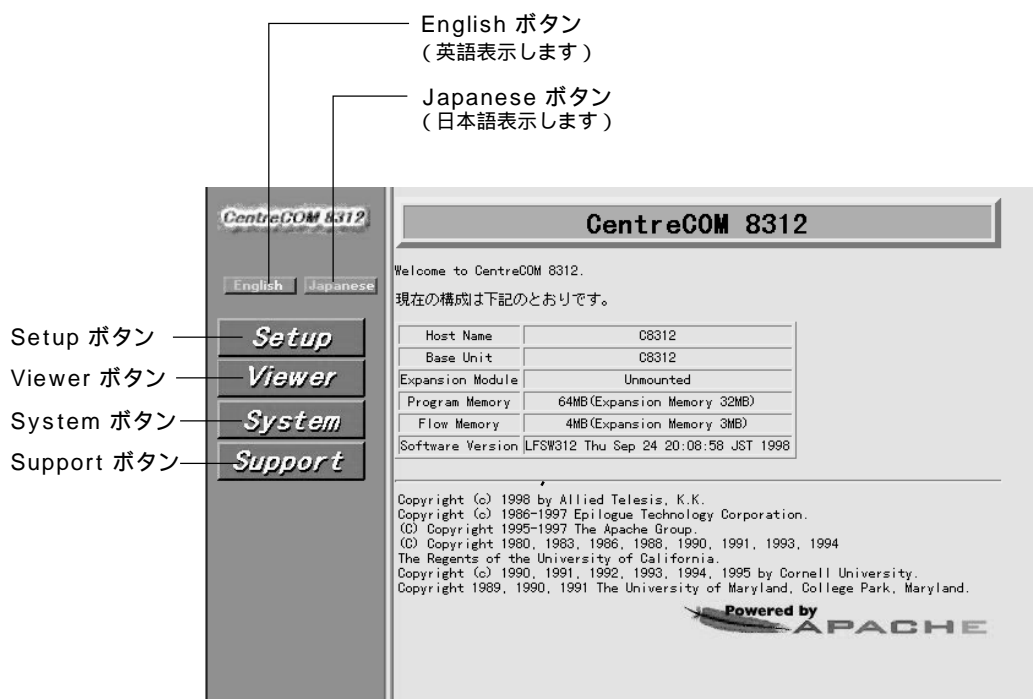 English ボタン
(英語表示します)
Japanese ボタン
(日本語表示します)
CentreCOM 8312
CentreCOM 8312
Welcome to CentreCOM 8312.
English Japanese
現在の構成は下記のとおりです。
Setup ボタン
Setup
Host Name C8312
Viewer ボタン
Viewer
Base Unit C8312
Expansion Module Unmounted
System ボタン
System
Program Memory 64MB(Expansion Memory 32MB)
Flow Memory 4MB(Expansion Memory 3MB)
Support ボタン
Support
Software Version LFSW312 Thu Sep 24 20:08:58 JST 1998
Copyright (c) 1998 by Allied Telesis, K.K.
Copyright (c) 1986-1997 Epilogue Technology Corporation.
(C) Copyright 1995-1997 The Apache Group.
(C) Copyright 1980, 1983, 1986, 1988, 1990, 1991, 1993, 1994
The Regents of the University of California.
Copyright (c) 1990, 1991, 1992, 1993, 1994, 1995 by Cornell University.
Copyright 1989, 1990, 1991 The University of Maryland, College Park, Maryland.
Powered by
APACHE